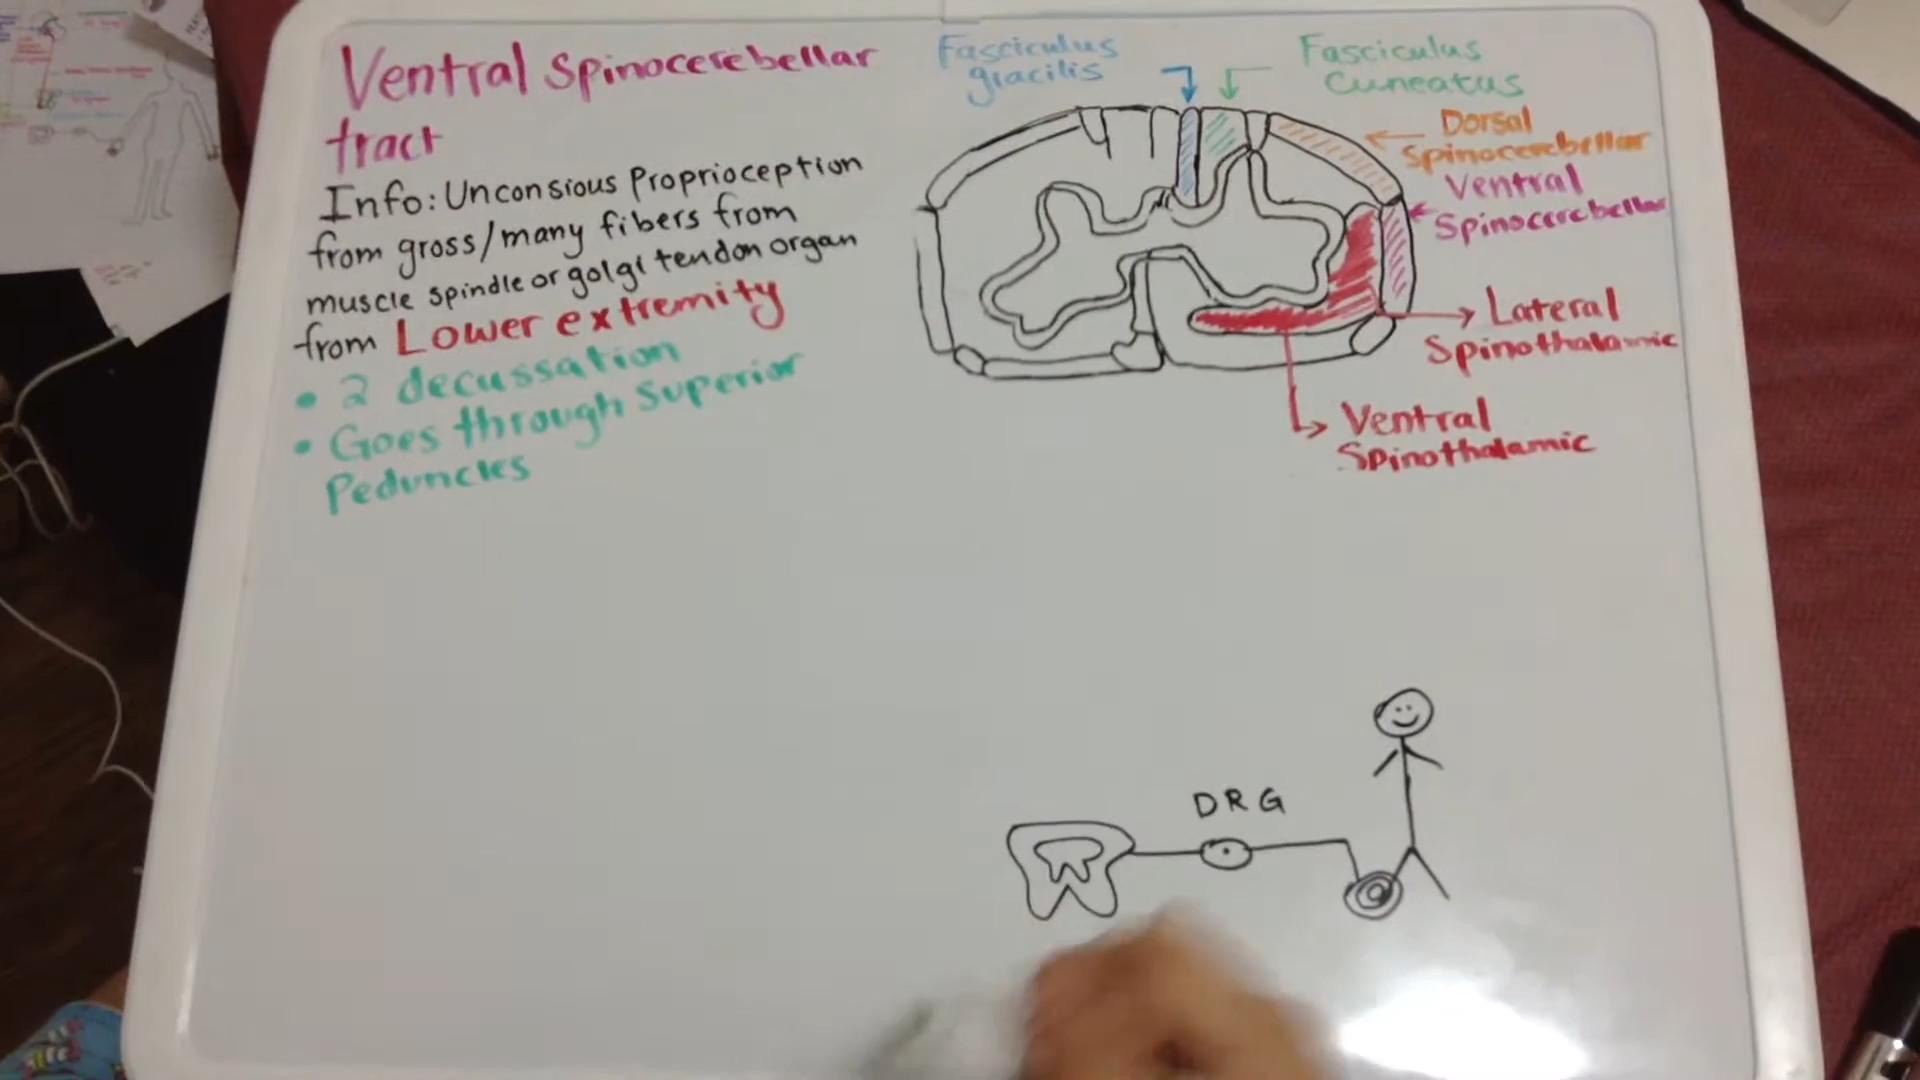 Ventral Spinocerebellar
tract
Info: Unconsious Proprioception
from gross/many fibers from
muscle spindle or golgi tendon organ
from Lower extremity
• 2 decussation
• Goes through Superior
Peduncles
Fasciculus
gracilis
Fasciculus
Cuneatus
Dorsal
Spinocerebellar
Ventral
Spinocerebellar
Lateral
Spinothalamic
Ventral
Spinothalamic
DRG